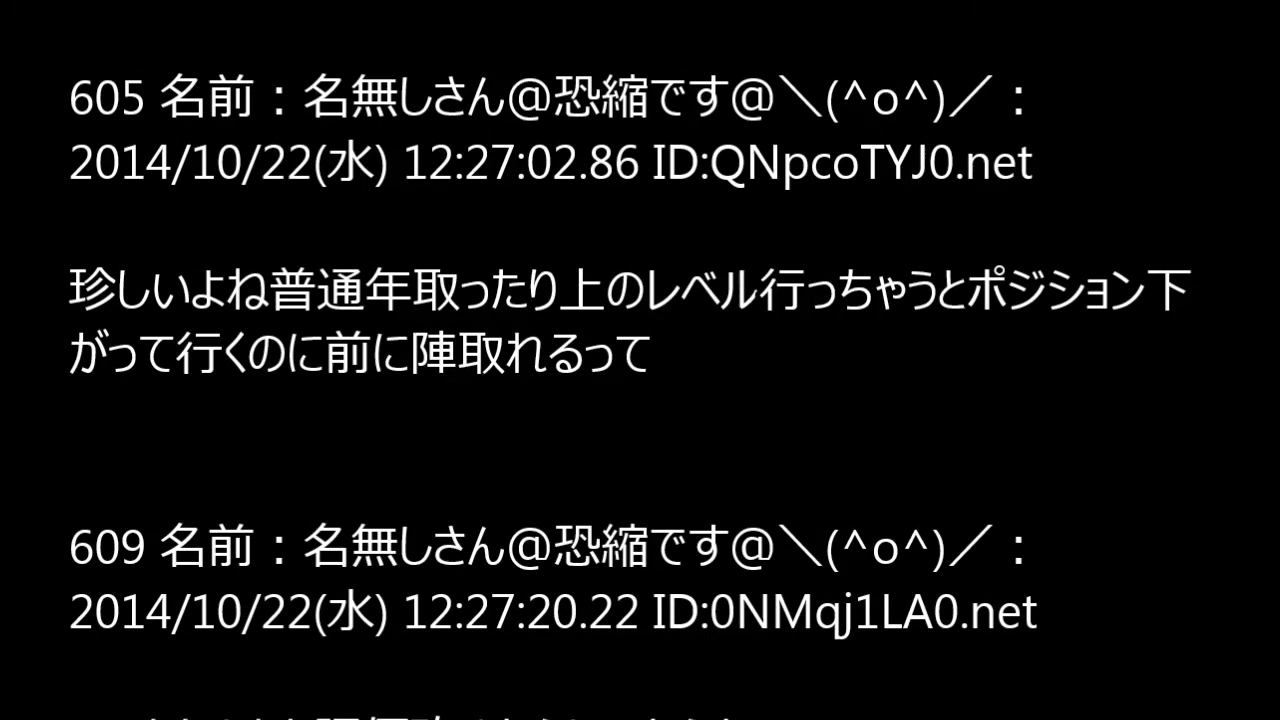 605 名前：名無しさん@恐縮です@＼(^o^)／：
2014/10/22(水) 12:27:02.86 ID:QNpcoTYJ0.net
珍しいよね普通年取ったり上のレベル行っちゃうとポジション下
がって行くのに前に陣取れるって
609 名前：名無しさん@恐縮です@＼(^o^)／：
2014/10/22(水) 12:27:20.22 ID:0NMqj1LA0.net